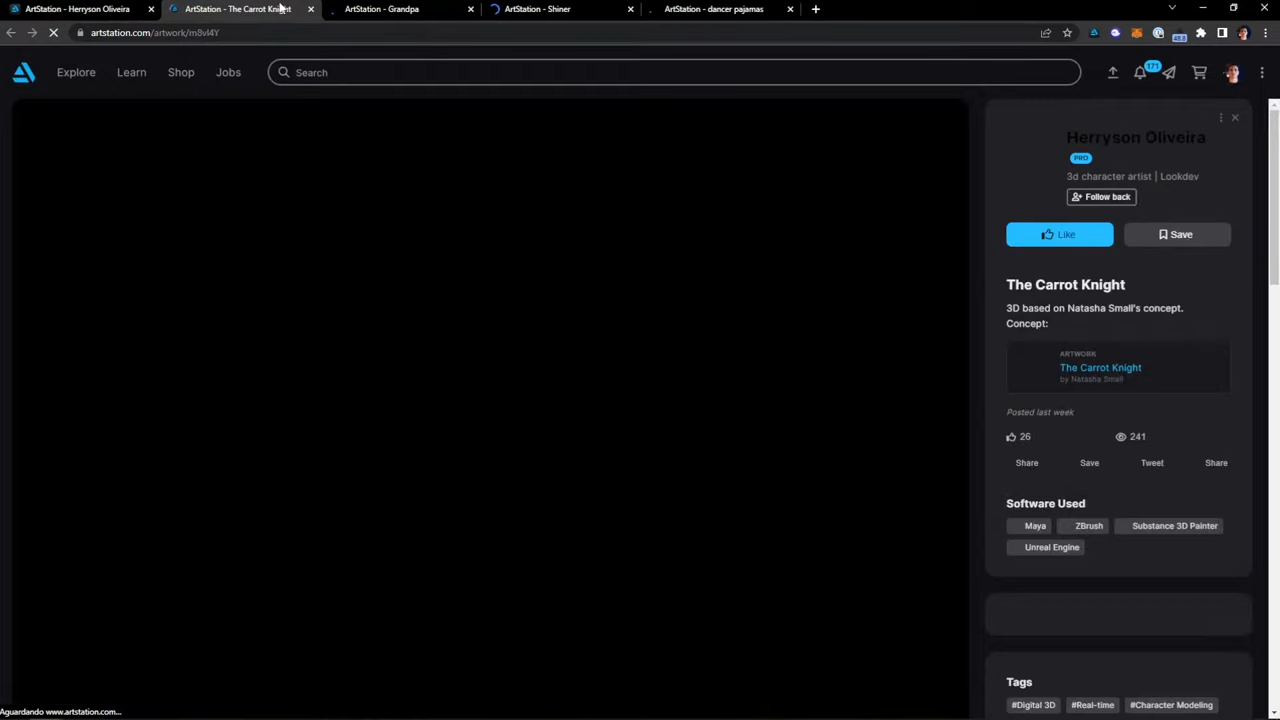 ArtStation - Herryson Oliveira
ArtStation - The Carrot Knight
ArtStation - Grandpa
ArtStation - Shiner
ArtStation - dancer pajamas
artstation.com/artwork/m8vl4Y
48.8
Explore
Learn
Shop
Jobs
Search
171
Herryson Oliveira
PRO
3d character artist | Lookdev
Follow back
Like
Save
The Carrot Knight
3D based on Natasha Small's concept.
Concept:
ARTWORK
The Carrot Knight
by Natasha Small
Posted last week
26
241
Share
Save
Tweet
Share
Software Used
Maya
ZBrush
Substance 3D Painter
Unreal Engine
Tags
#Digital 3D
#Real-time
#Character Modeling
Aguardando www.artstation.com...